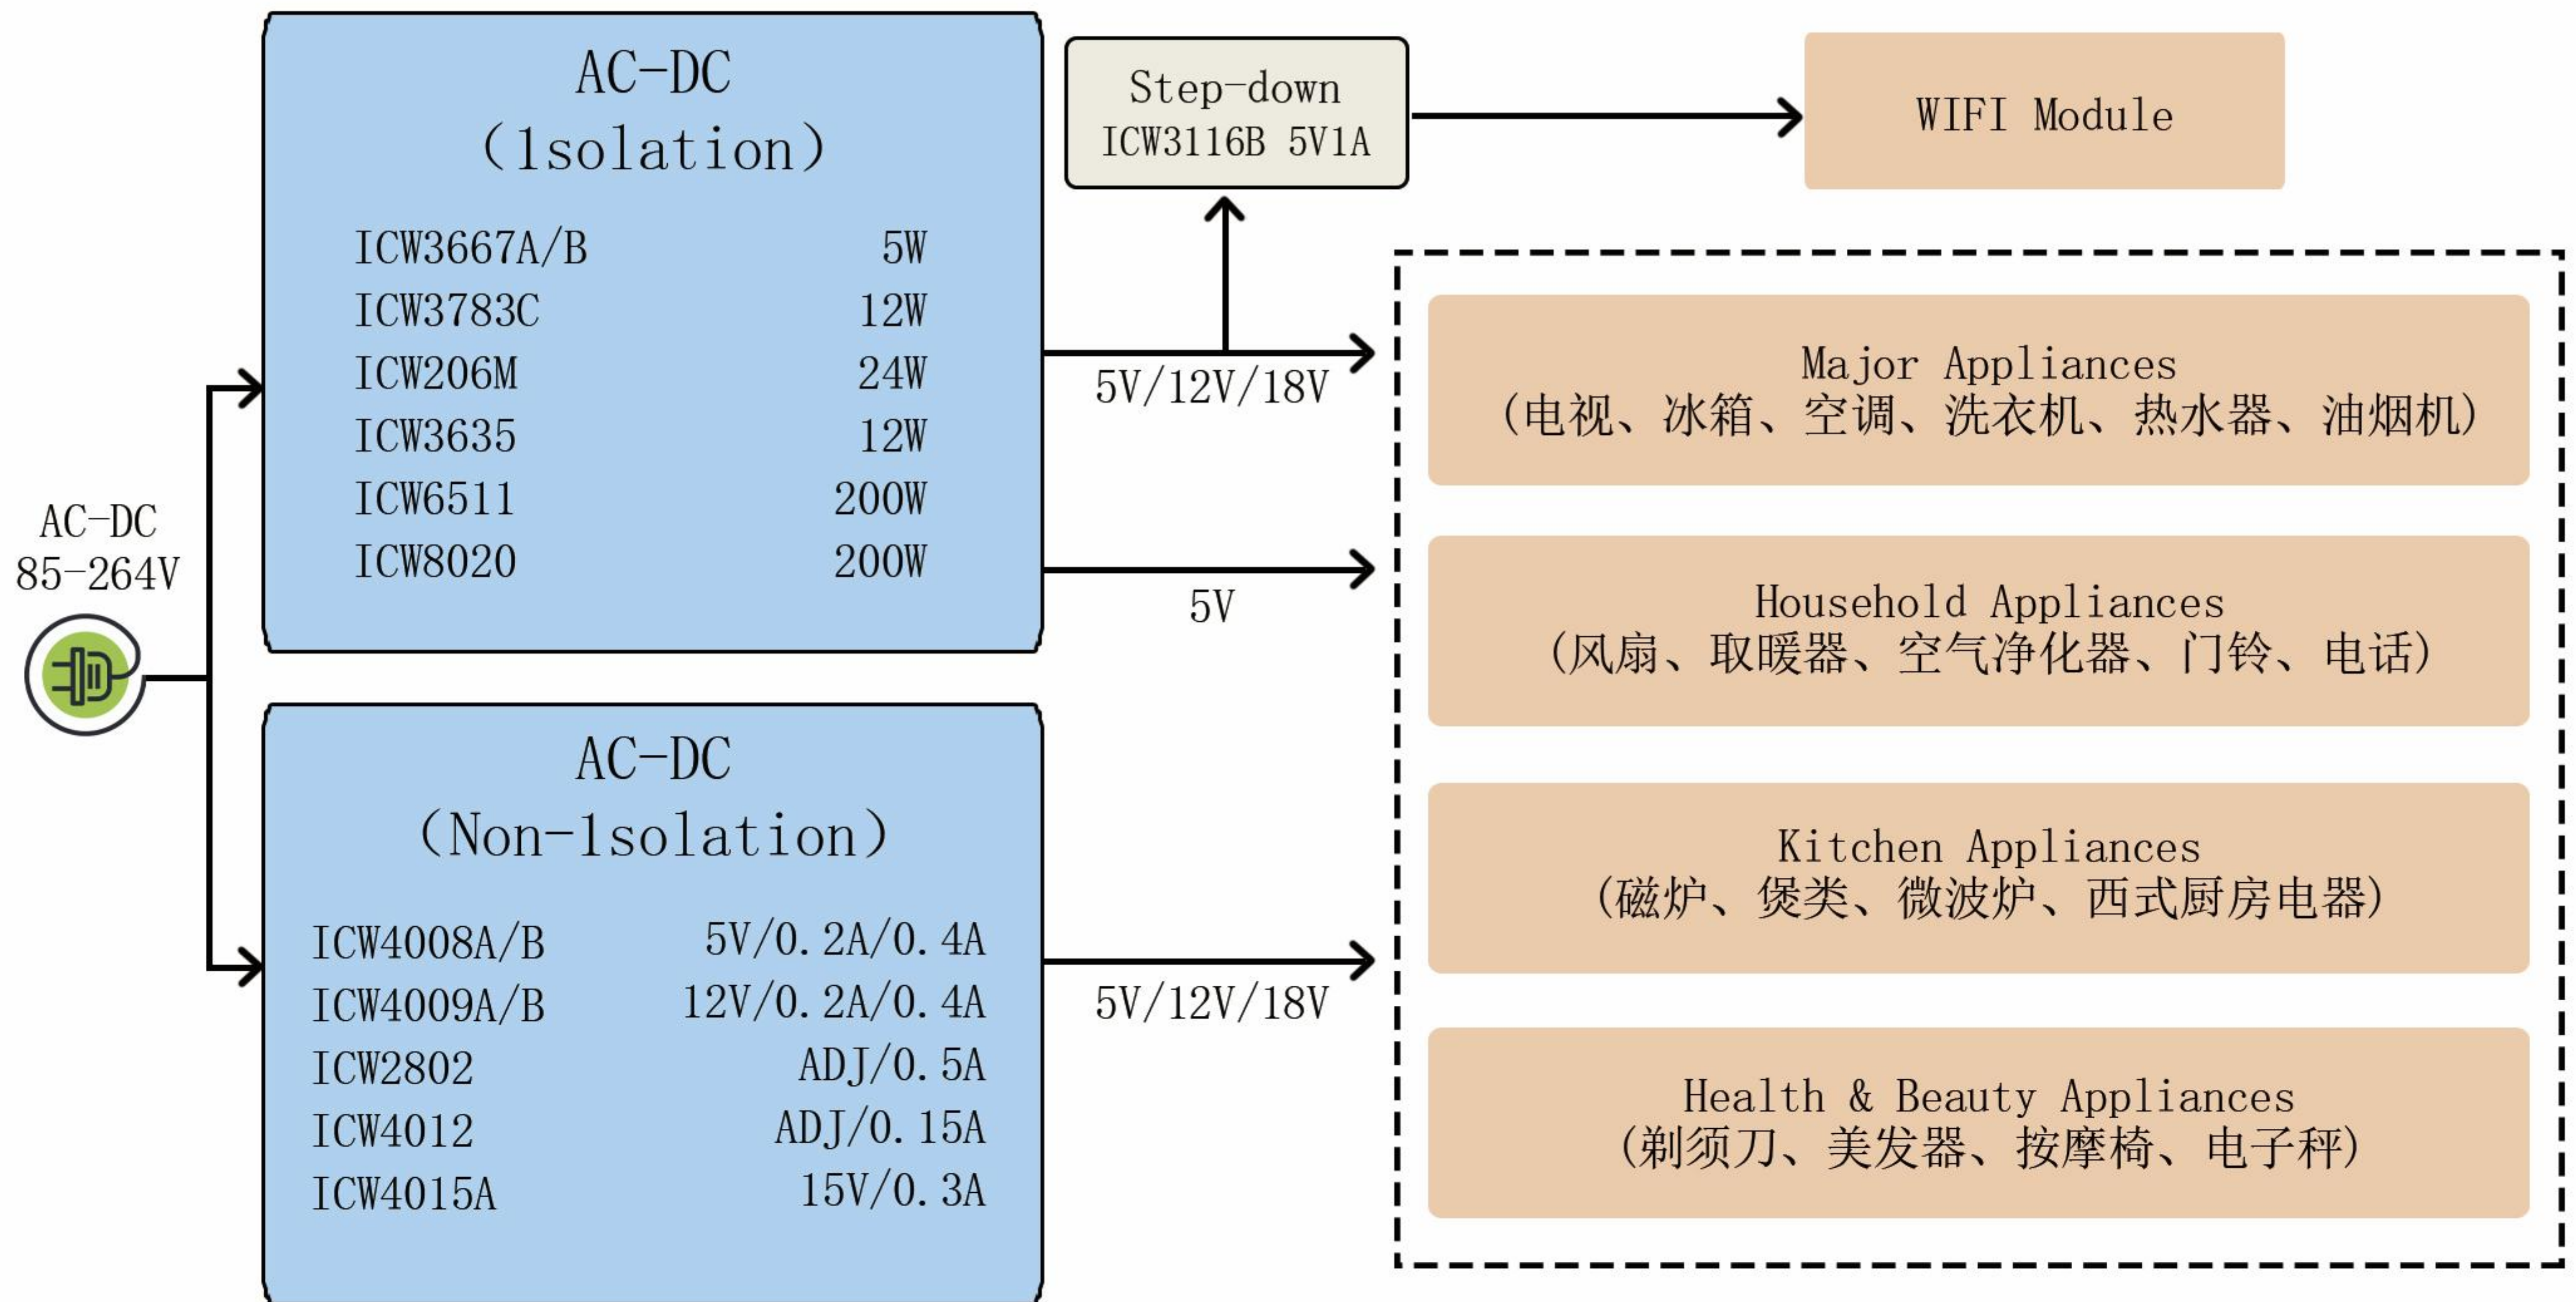 AC-DC
85-264V
AC-DC
（1solation）
ICW3667A/B 5W
ICW3783C 12W
ICW206M 24W
ICW3635 12W
ICW6511 200W
ICW8020 200W
AC-DC
（Non-1solation）
ICW4008A/B 5V/0.2A/0.4A
ICW4009A/B 12V/0.2A/0.4A
ICW2802 ADJ/0.5A
ICW4012 ADJ/0.15A
ICW4015A 15V/0.3A
Step-down
ICW3116B 5V1A
WIFI Module
5V/12V/18V
5V
5V/12V/18V
Major Appliances
(电视、冰箱、空调、洗衣机、热水器、油烟机)
Household Appliances
(风扇、取暖器、空气净化器、门铃、电话)
Kitchen Appliances
(磁炉、煲类、微波炉、西式厨房电器)
Health & Beauty Appliances
(剃须刀、美发器、按摩椅、电子秤)